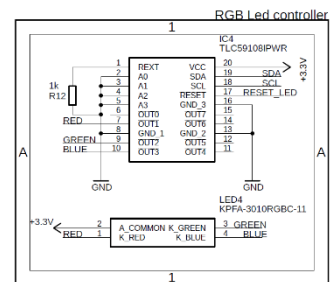 RGB Led controller
1
IC4
TLC59108IPWR
1 REXT VCC 20
2 A0 SDA 19 SDA
3 A1 SCL 18 SCL
4 A2 RESET 17 RESET_LED
5 A3 GND_3 16
6 OUT0 OUT7 15
RED 7 OUT1 OUT6 14
8 GND_1 GND_2 13
GREEN 9 OUT2 OUT5 12
BLUE 10 OUT3 OUT4 11
+3.3V
1k
R12
A A
GND GND
LED4
KPFA-3010RGBC-11
+3.3V 2 A_COMMON K_GREEN 3 GREEN
RED 1 K_RED K_BLUE 4 BLUE
1